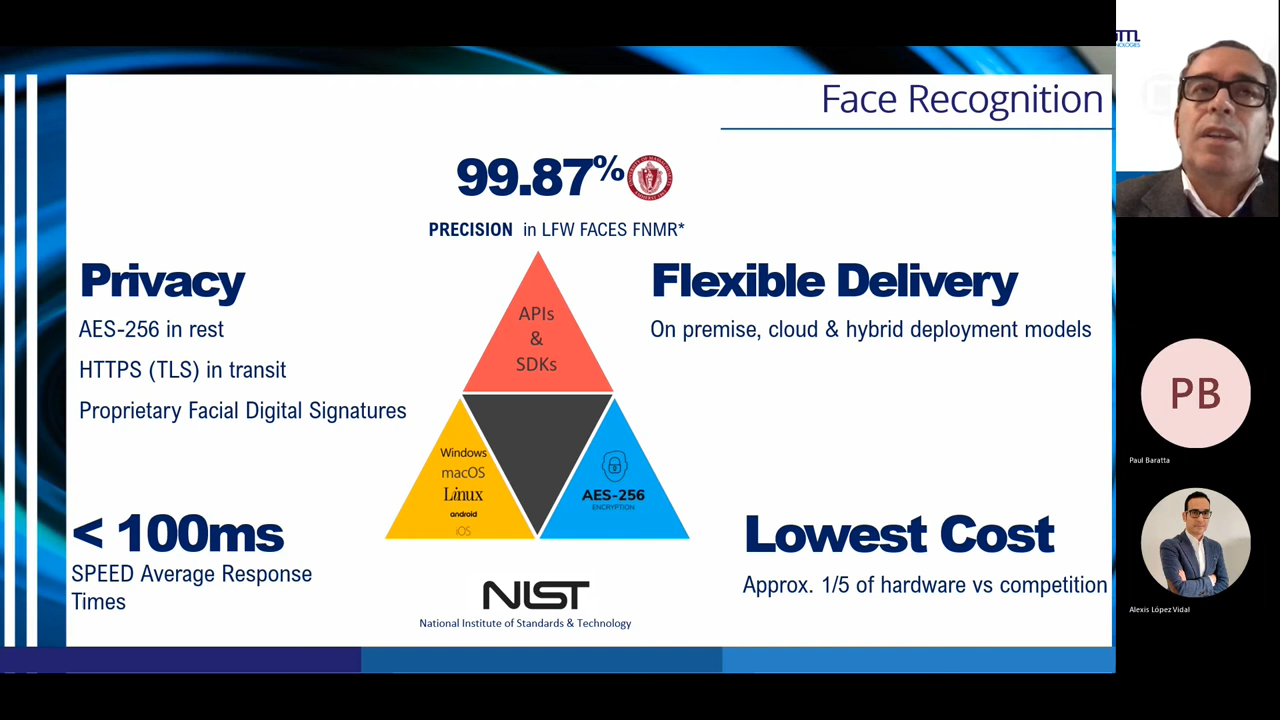 Face Recognition
99.87%
PRECISION in LFW FACES FNMR*
Privacy
AES-256 in rest
HTTPS (TLS) in transit
Proprietary Facial Digital Signatures
Flexible Delivery
On premise, cloud & hybrid deployment models
APIs
&
SDKs
Windows
macOS
Linux
android
iOS
AES-256
ENCRYPTION
< 100ms
SPEED Average Response
Times
Lowest Cost
Approx. 1/5 of hardware vs competition
NIST
National Institute of Standards & Technology
PB
Paul Baratta
Alexis López Vidal